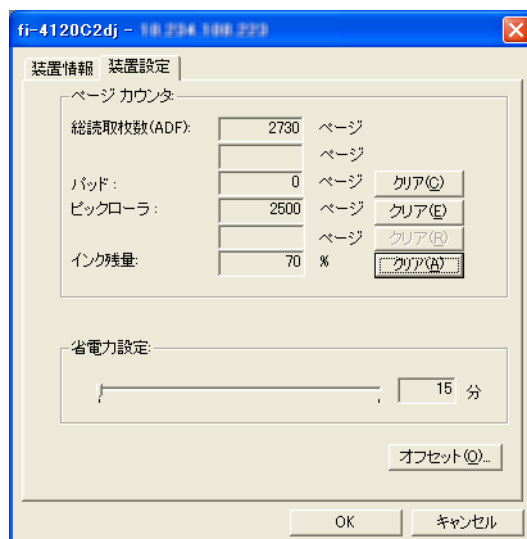 fi-4120C2dj -
装置情報 装置設定
ページ カウンタ:
総読取枚数(ADF): 2730 ページ
ページ
パッド: 0 ページ クリア(C)
ピックローラ: 2500 ページ クリア(E)
ページ クリア(R)
インク残量: 70 % クリア(A)
省電力設定:
15 分
オフセット(O)...
OK キャンセル